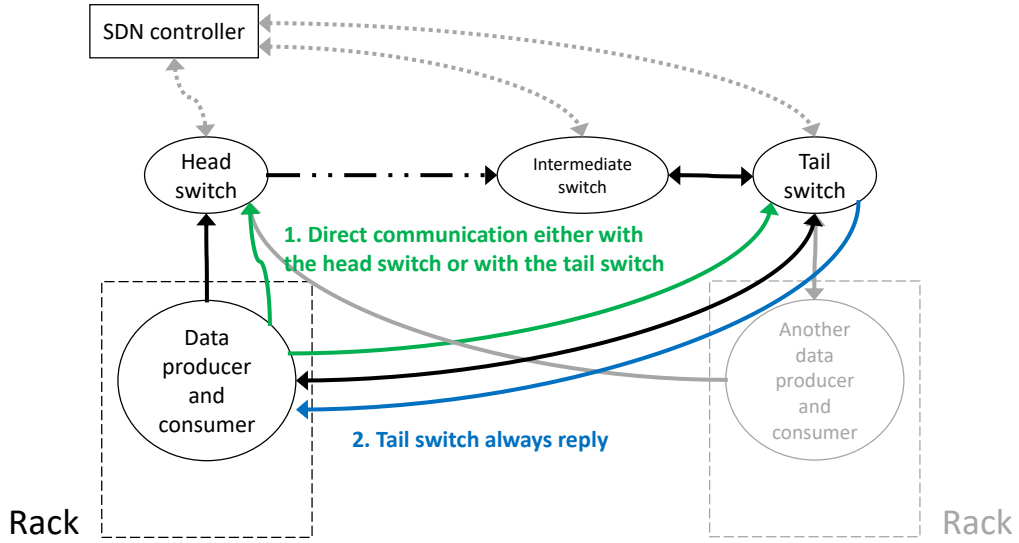 SDN controller
Head
switch
Intermediate
switch
Tail
switch
1. Direct communication either with
the head switch or with the tail switch
Data
producer
and
consumer
Another
data
producer
and
consumer
2. Tail switch always reply
Rack
Rack